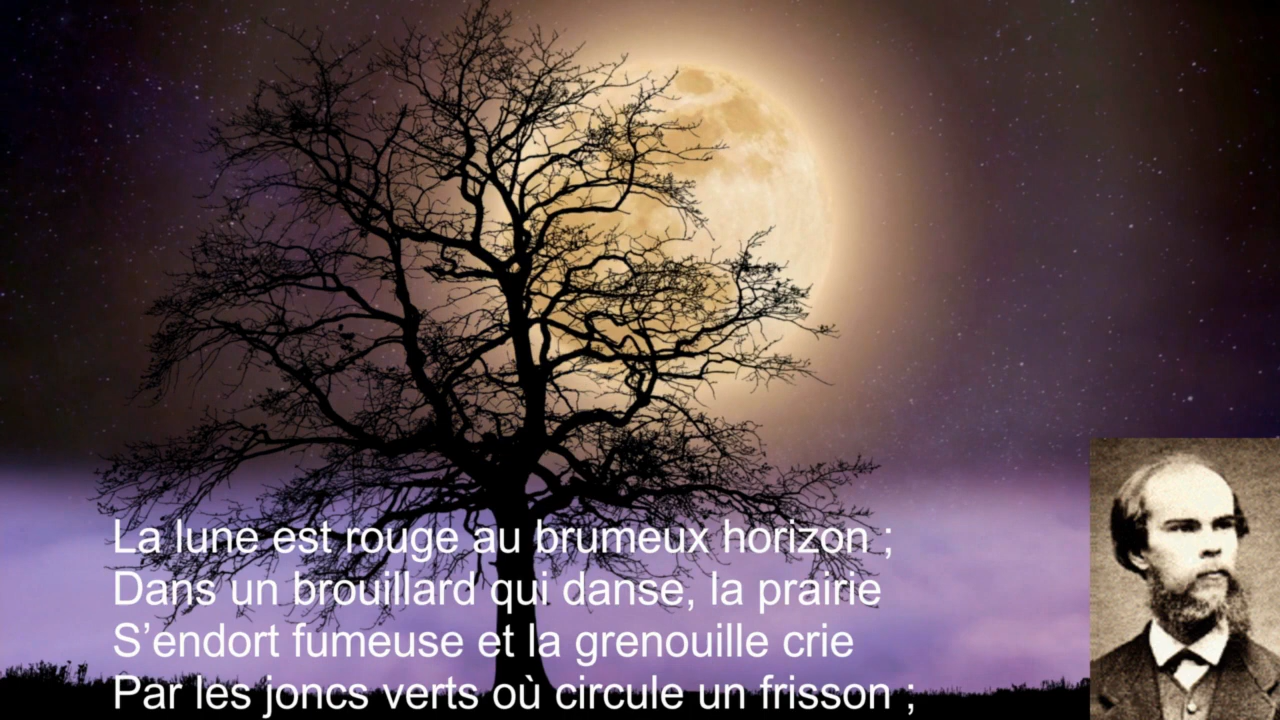 La lune est rouge au brumeux horizon ;
Dans un brouillard qui danse, la prairie
S’endort fumeuse et la grenouille crie
Par les joncs verts où circule un frisson ;